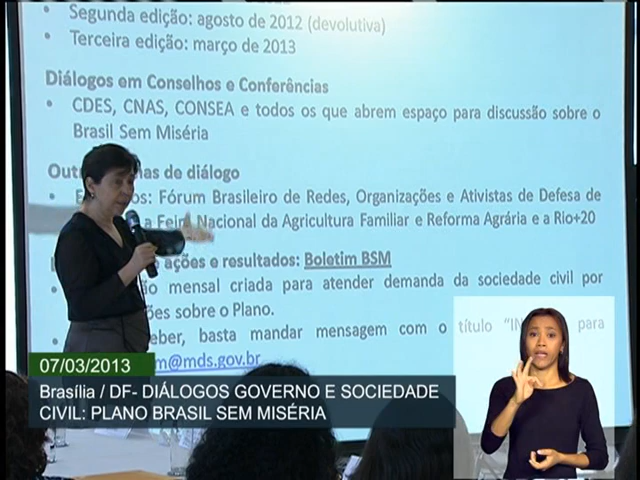 • Segunda edição: agosto de 2012 (devolutiva)
• Terceira edição: março de 2013
Diálogos em Conselhos e Conferências
• CDES, CNAS, CONSEA e todos os que abrem espaço para discussão sobre o
Brasil Sem Miséria
de diálogo
Fórum Brasileiro de Redes, Organizações e Ativistas de Defesa de
a Feira Nacional da Agricultura Familiar e Reforma Agrária e a Rio+20
ações e resultados: Boletim BSM
mensal criada para atender demanda da sociedade civil por
sobre o Plano.
basta mandar mensagem com o título para
@mds.gov.br
07/03/2013
Brasília / DF- DIÁLOGOS GOVERNO E SOCIEDADE
CIVIL: PLANO BRASIL SEM MISÉRIA